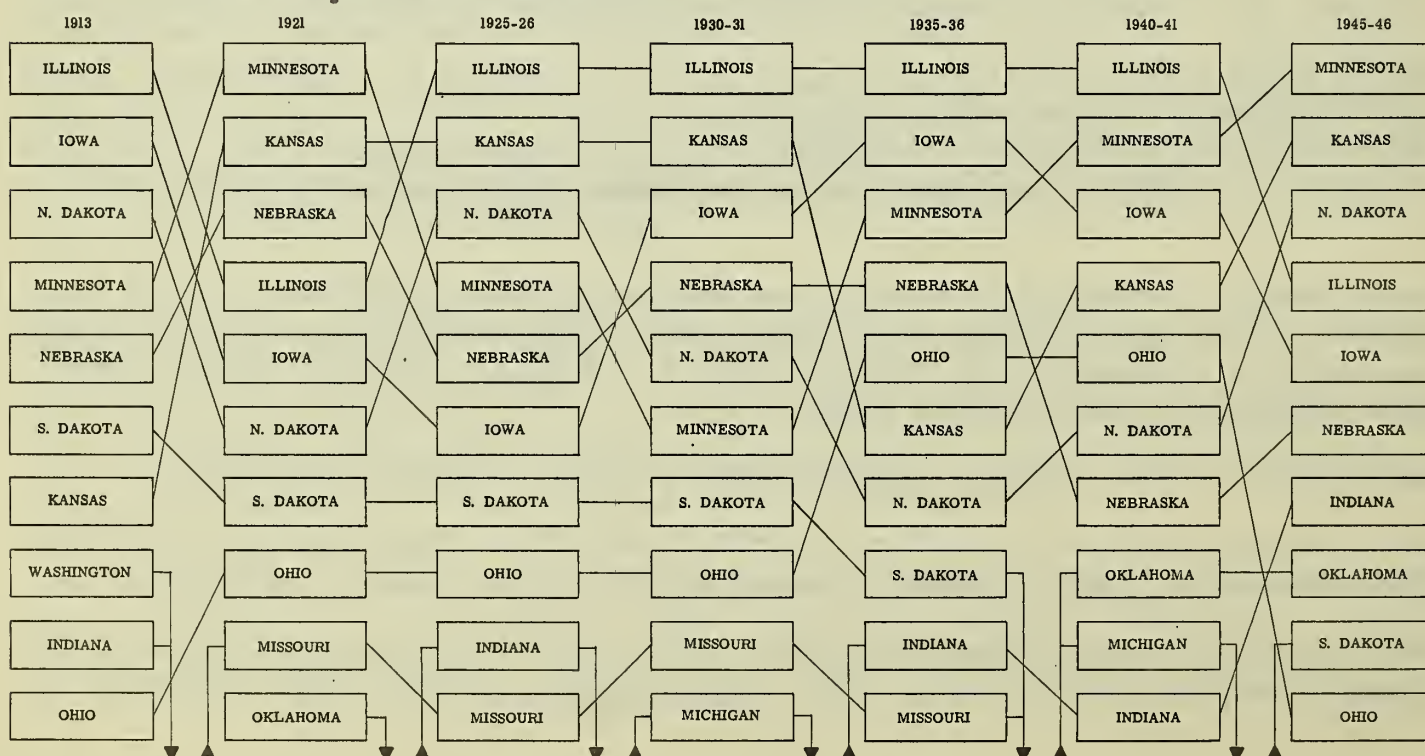 1913 1921 1925-26 1930-31 1935-36 1940-41 1945-46
ILLINOIS MINNESOTA ILLINOIS ILLINOIS ILLINOIS ILLINOIS MINNESOTA
IOWA KANSAS KANSAS KANSAS IOWA MINNESOTA KANSAS
N. DAKOTA NEBRASKA N. DAKOTA IOWA MINNESOTA IOWA N. DAKOTA
MINNESOTA ILLINOIS MINNESOTA NEBRASKA NEBRASKA KANSAS ILLINOIS
NEBRASKA IOWA NEBRASKA N. DAKOTA OHIO OHIO IOWA
S. DAKOTA N. DAKOTA IOWA MINNESOTA KANSAS N. DAKOTA NEBRASKA
KANSAS S. DAKOTA S. DAKOTA S. DAKOTA N. DAKOTA NEBRASKA INDIANA
WASHINGTON OHIO OHIO OHIO S. DAKOTA OKLAHOMA OKLAHOMA
INDIANA MISSOURI INDIANA MISSOURI INDIANA MICHIGAN S. DAKOTA
OHIO OKLAHOMA MISSOURI MICHIGAN MISSOURI INDIANA OHIO